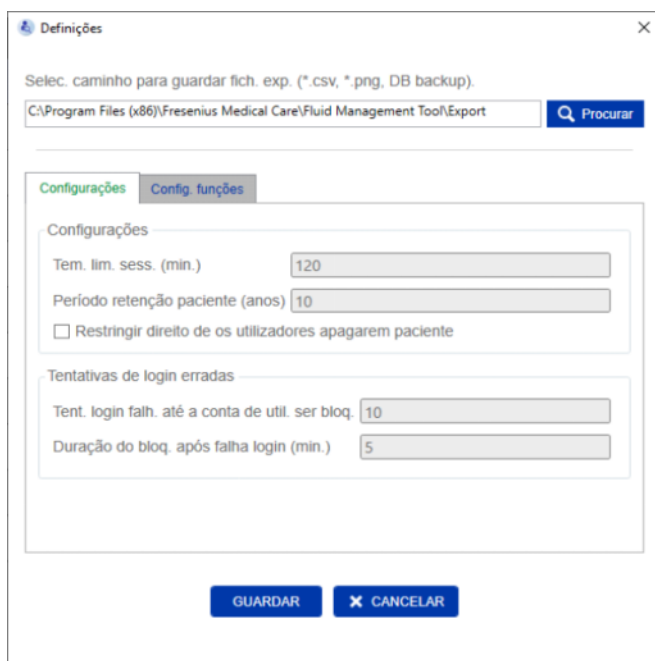 Definições
Selec. caminho para guardar fich. exp. (*.csv, *.png, DB backup).
C:\Program Files (x86)\Fresenius Medical Care\Fluid Management Tool\Export
Procurar
Configurações
Config. funções
Configurações
Tem. lim. sess. (min.) 120
Período retenção paciente (anos) 10
Restringir direito de os utilizadores apagarem paciente
Tentativas de login erradas
Tent. login falh. até a conta de util. ser bloq. 10
Duração do bloq. após falha login (min.) 5
GUARDAR
CANCELAR